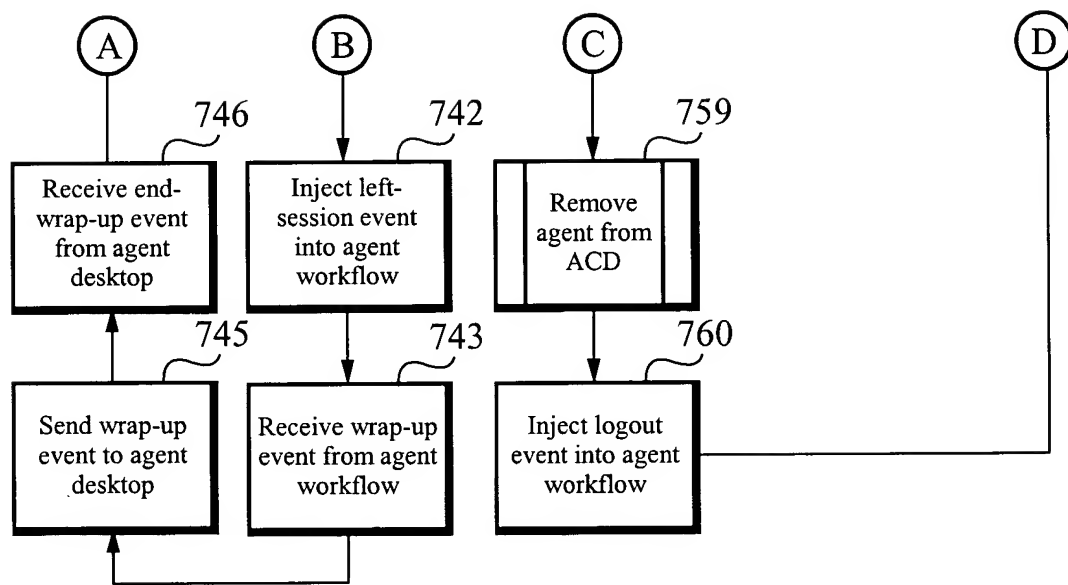 A
B
C
D
746
Receive end-
wrap-up event
from agent
desktop
742
Inject left-
session event
into agent
workflow
759
Remove
agent from
ACD
745
Send wrap-up
event to agent
desktop
743
Receive wrap-up
event from agent
workflow
760
Inject logout
event into agent
workflow